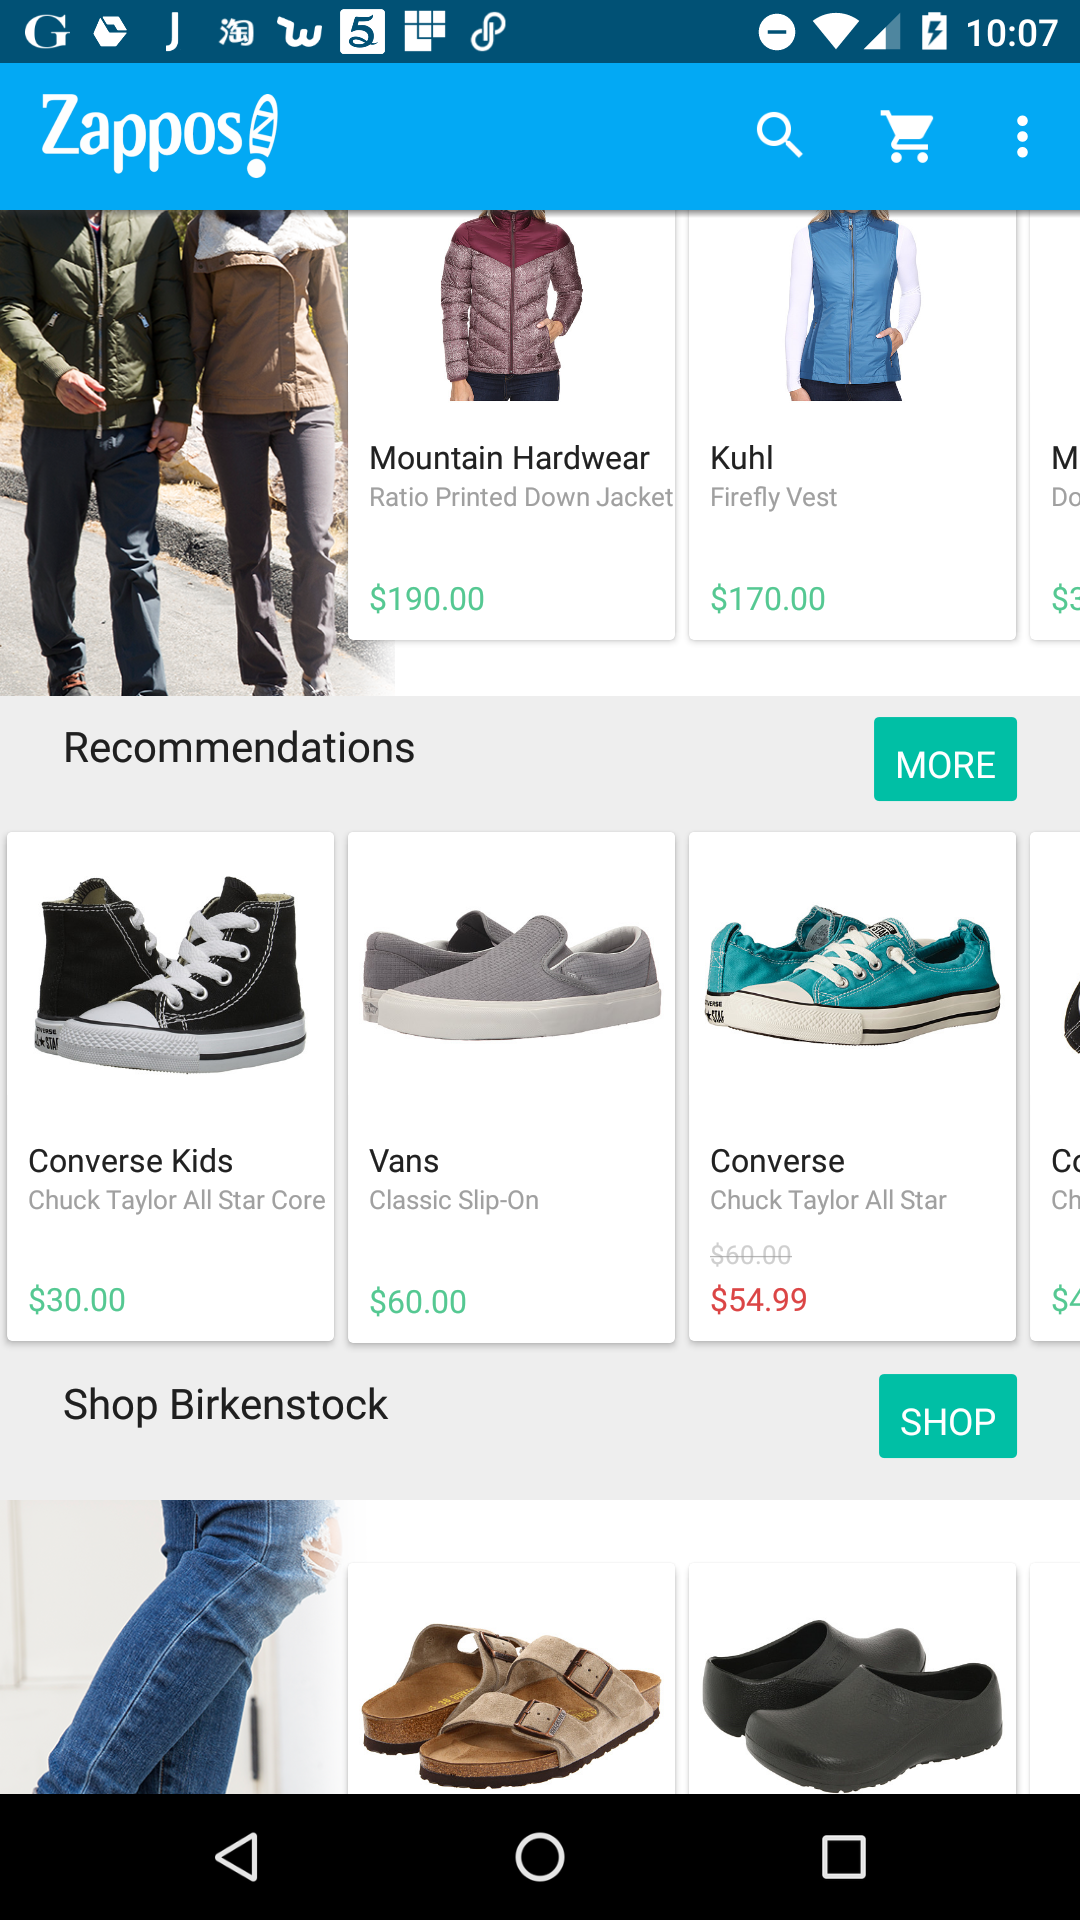 10:07
Zappos
Mountain Hardwear
Ratio Printed Down Jacket
$190.00
Kuhl
Firefly Vest
$170.00
M
Do
$3
Recommendations
MORE
Converse Kids
Chuck Taylor All Star Core
$30.00
Vans
Classic Slip-On
$60.00
Converse
Chuck Taylor All Star
$60.00
$54.99
Co
Ch
$4
Shop Birkenstock
SHOP